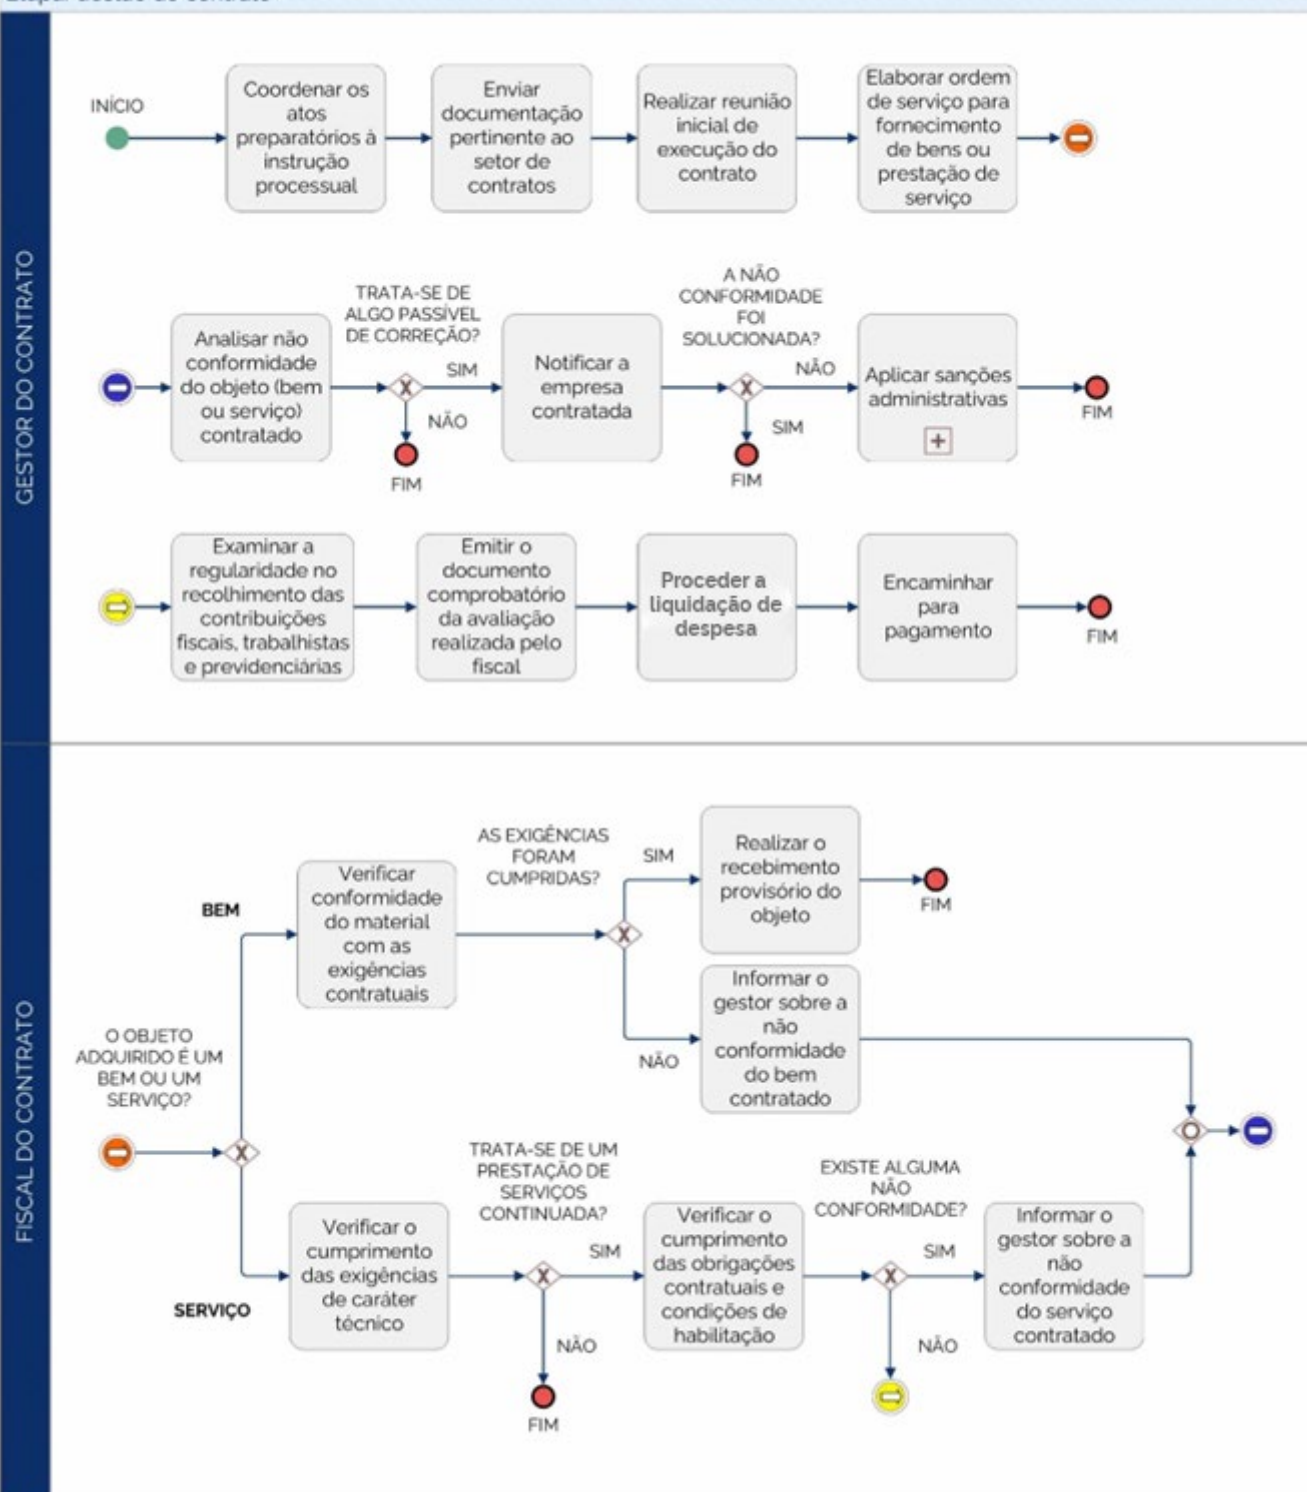 GESTOR DO CONTRATO
INÍCIO
Coordenar os
atos
preparatórios à
instrução
processual
Enviar
documentação
pertinente ao
setor de
contratos
Realizar reunião
inicial de
execução do
contrato
Elaborar ordem
de serviço para
fornecimento
de bens ou
prestação de
serviço
Analisar não
conformidade
do objeto (bem
ou serviço)
contratado
TRATA-SE DE
ALGO PASSÍVEL
DE CORREÇÃO?
SIM
NÃO
FIM
Notificar a
empresa
contratada
A NÃO
CONFORMIDADE
FOI
SOLUCIONADA?
NÃO
SIM
FIM
Aplicar sanções
administrativas
FIM
Examinar a
regularidade no
recolhimento das
contribuições
fiscais, trabalhistas
e previdenciárias
Emitir o
documento
comprobatório
da avaliação
realizada pelo
fiscal
Proceder a
liquidação de
despesa
Encaminhar
para
pagamento
FIM
FISCAL DO CONTRATO
O OBJETO
ADQUIRIDO É UM
BEM OU UM
SERVIÇO?
BEM
Verificar
conformidade
do material
com as
exigências
contratuais
AS EXIGÊNCIAS
FORAM
CUMPRIDAS?
SIM
Realizar o
recebimento
provisório do
objeto
FIM
NÃO
Informar o
gestor sobre a
não
conformidade
do bem
contratado
SERVIÇO
Verificar o
cumprimento
das exigências
de caráter
técnico
TRATA-SE DE UM
PRESTAÇÃO DE
SERVIÇOS
CONTINUADA?
SIM
NÃO
FIM
Verificar o
cumprimento
das obrigações
contratuais e
condições de
habilitação
EXISTE ALGUMA
NÃO
CONFORMIDADE?
SIM
NÃO
Informar o
gestor sobre a
não
conformidade
do serviço
contratado